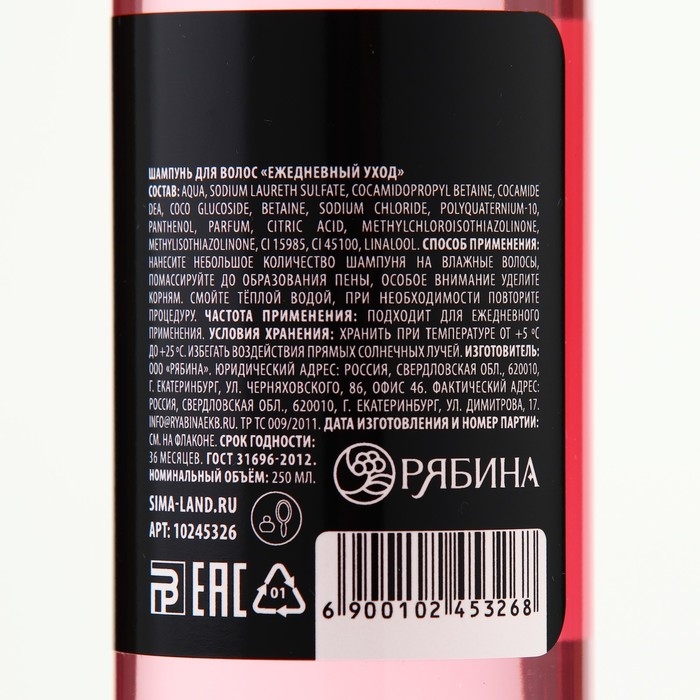 ШАМПУНЬ ДЛЯ ВОЛОС «ЕЖЕДНЕВНЫЙ УХОД»
СОСТАВ: AQUA, SODIUM LAURETH SULFATE, COCAMIDOPROPYL BETAINE, COCAMIDE
DEA, COCO GLUCOSIDE, BETAINE, SODIUM CHLORIDE, POLYQUATERNIUM-10,
PANTHENOL, PARFUM, CITRIC ACID, METHYLCHLOROISOTHIAZOLINONE,
METHYLISOTHIAZOLINONE, CI 15985, CI 45100, LINALOOL. СПОСОБ ПРИМЕНЕНИЯ:
НАНЕСИТЕ НЕБОЛЬШОЕ КОЛИЧЕСТВО ШАМПУНЯ НА ВЛАЖНЫЕ ВОЛОСЫ,
ПОМАССИРУЙТЕ ДО ОБРАЗОВАНИЯ ПЕНЫ, ОСОБОЕ ВНИМАНИЕ УДЕЛИТЕ
КОРНЯМ. СМОЙТЕ ТЁПЛОЙ ВОДОЙ, ПРИ НЕОБХОДИМОСТИ ПОВТОРИТЕ
ПРОЦЕДУРУ. ЧАСТОТА ПРИМЕНЕНИЯ: ПОДХОДИТ ДЛЯ ЕЖЕДНЕВНОГО
ПРИМЕНЕНИЯ. УСЛОВИЯ ХРАНЕНИЯ: ХРАНИТЬ ПРИ ТЕМПЕРАТУРЕ ОТ +5 ºС
ДО +25 ºС. ИЗБЕГАТЬ ВОЗДЕЙСТВИЯ ПРЯМЫХ СОЛНЕЧНЫХ ЛУЧЕЙ. ИЗГОТОВИТЕЛЬ:
ООО «РЯБИНА». ЮРИДИЧЕСКИЙ АДРЕС: РОССИЯ, СВЕРДЛОВСКАЯ ОБЛ., 620010,
Г. ЕКАТЕРИНБУРГ, УЛ. ЧЕРНЯХОВСКОГО, 86, ОФИС 46. ФАКТИЧЕСКИЙ АДРЕС:
РОССИЯ, СВЕРДЛОВСКАЯ ОБЛ., 620010, Г. ЕКАТЕРИНБУРГ, УЛ. ДИМИТРОВА, 17.
INFO@RYABINAEKB.RU ТР ТС 009/2011. ДАТА ИЗГОТОВЛЕНИЯ И НОМЕР ПАРТИИ:
СМ. НА ФЛАКОНЕ. СРОК ГОДНОСТИ:
36 МЕСЯЦЕВ. ГОСТ 31696-2012.
НОМИНАЛЬНЫЙ ОБЪЁМ: 250 МЛ.
РЯБИНА
SIMA-LAND.RU
АРТ: 10245326
EAC
01
6 900102 453268